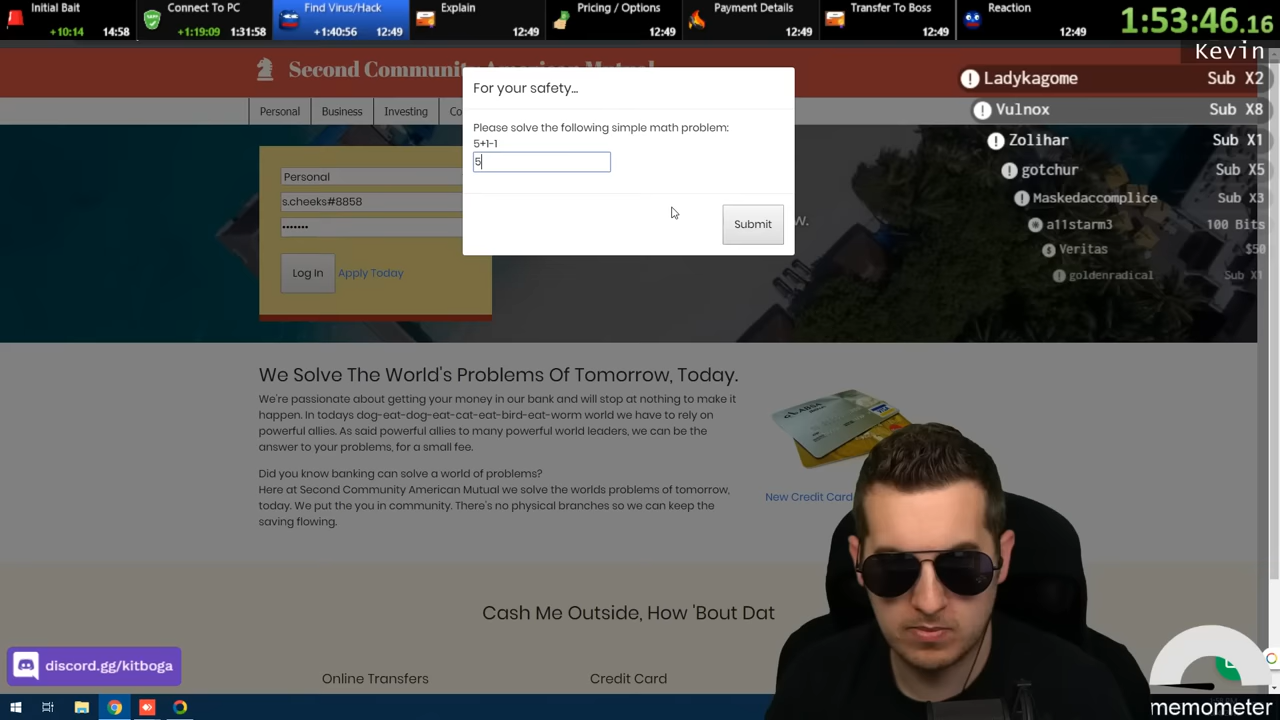 Initial Bait
+10:14 14:58
Connect To PC
+1:19:09 1:31:58
Find Virus/Hack
+1:40:56 12:49
Explain
12:49
Pricing / Options
12:49
Payment Details
12:49
Transfer To Boss
12:49
Reaction
12:49
1:53:46.16
Kevin
Ladykagome Sub X2
Vulnox Sub X8
Zolihar Sub X1
gotchur Sub X5
Maskedaccomplice Sub X3
a11starm3 100 Bits
Veritas $50
goldenradical Sub X1
Second Community American Mutual
Personal Business Investing Co
For your safety...
Please solve the following simple math problem:
5+1-1
5
Submit
Personal
s.cheeks#8858
•••••••
Log In Apply Today
w.
We Solve The World's Problems Of Tomorrow, Today.
We're passionate about getting your money in our bank and will stop at nothing to make it
happen. In todays dog-eat-dog-eat-cat-eat-bird-eat-worm world we have to rely on
powerful allies. As said powerful allies to many powerful world leaders, we can be the
answer to your problems, for a small fee.
Did you know banking can solve a world of problems?
Here at Second Community American Mutual we solve the worlds problems of tomorrow,
today. We put the you in community. There's no physical branches so we can keep the
saving flowing.
New Credit Card
Cash Me Outside, How 'Bout Dat
Online Transfers
Credit Card
discord.gg/kitboga
memometer